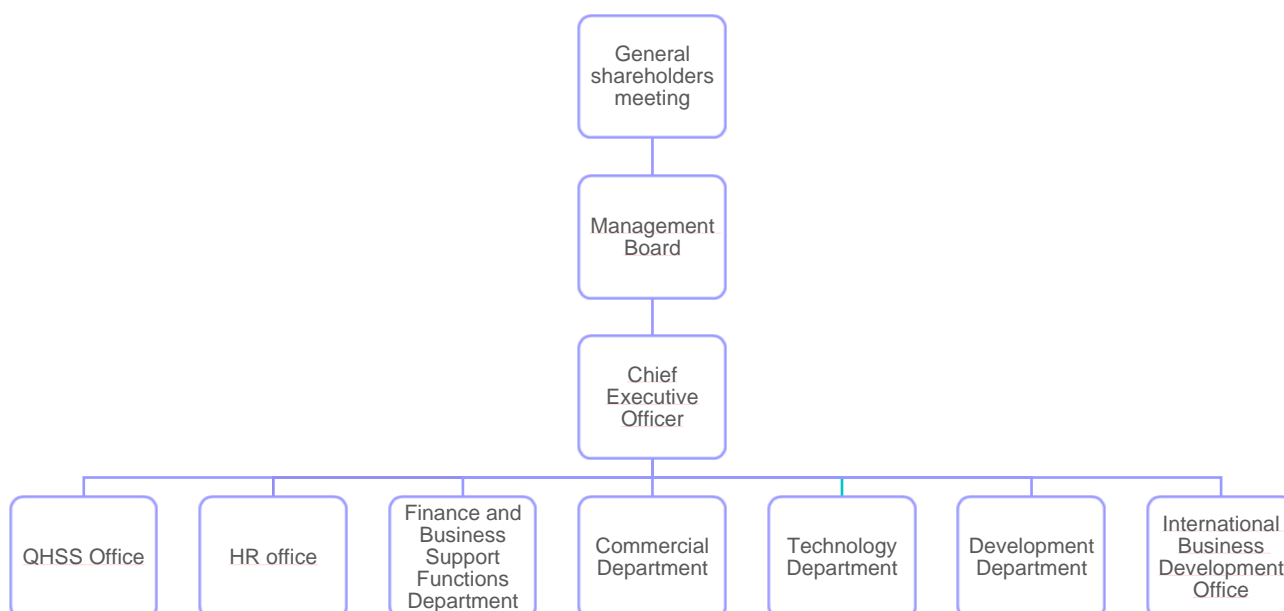 General
shareholders
meeting
Management
Board
Chief
Executive
Officer
QHSS Office
HR office
Finance and
Business
Support
Functions
Department
Commercial
Department
Technology
Department
Development
Department
International
Business
Development
Office